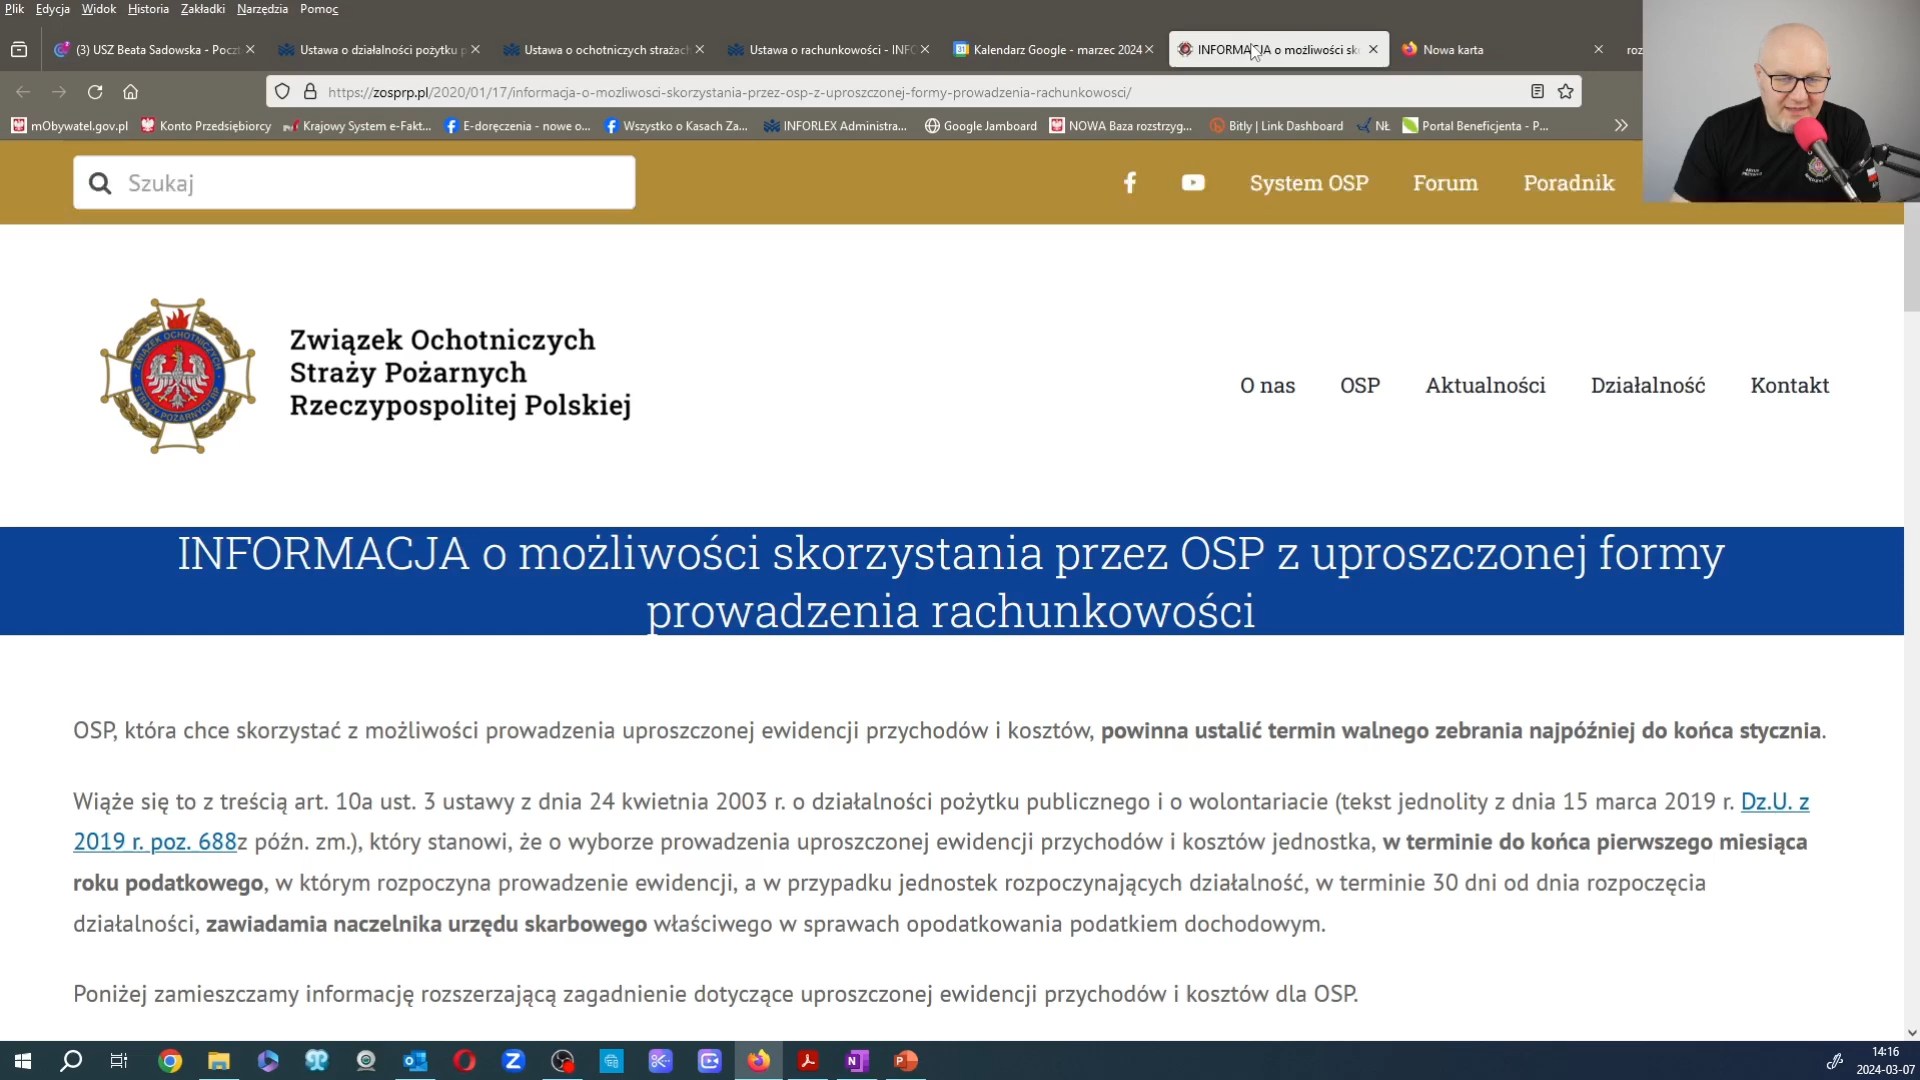 Plik Edycja Widok Historia Zakładki Narzędzia Pomoc
(3) USZ Beata Sadowska - Poczt
Ustawa o działalności pożytku p
Ustawa o ochotniczych strażach
Ustawa o rachunkowości - INFO
Kalendarz Google - marzec 2024
INFORMACJA o możliwości sk
Nowa karta
roz
https://zosprp.pl/2020/01/17/informacja-o-mozliwosci-skorzystania-przez-osp-z-uproszczonej-formy-prowadzenia-rachunkowosci/
mObywatel.gov.pl Konto Przedsiębiorcy Krajowy System e-Fakt... E-doręczenia - nowe o... Wszystko o Kasach Za... INFORLEX Administra... Google Jamboard NOWA Baza rozstrzyg... Bitly | Link Dashboard NŁ Portal Beneficjenta - P...
Szukaj
System OSP Forum Poradnik
Związek Ochotniczych
Straży Pożarnych
Rzeczypospolitej Polskiej
O nas OSP Aktualności Działalność Kontakt
INFORMACJA o możliwości skorzystania przez OSP z uproszczonej formy
prowadzenia rachunkowości
OSP, która chce skorzystać z możliwości prowadzenia uproszczonej ewidencji przychodów i kosztów, powinna ustalić termin walnego zebrania najpóźniej do końca stycznia.
Wiąże się to z treścią art. 10a ust. 3 ustawy z dnia 24 kwietnia 2003 r. o działalności pożytku publicznego i o wolontariacie (tekst jednolity z dnia 15 marca 2019 r. Dz.U. z
2019 r. poz. 688z późn. zm.), który stanowi, że o wyborze prowadzenia uproszczonej ewidencji przychodów i kosztów jednostka, w terminie do końca pierwszego miesiąca
roku podatkowego, w którym rozpoczyna prowadzenie ewidencji, a w przypadku jednostek rozpoczynających działalność, w terminie 30 dni od dnia rozpoczęcia
działalności, zawiadamia naczelnika urzędu skarbowego właściwego w sprawach opodatkowania podatkiem dochodowym.
Poniżej zamieszczamy informację rozszerzającą zagadnienie dotyczące uproszczonej ewidencji przychodów i kosztów dla OSP.
14:16
2024-03-07